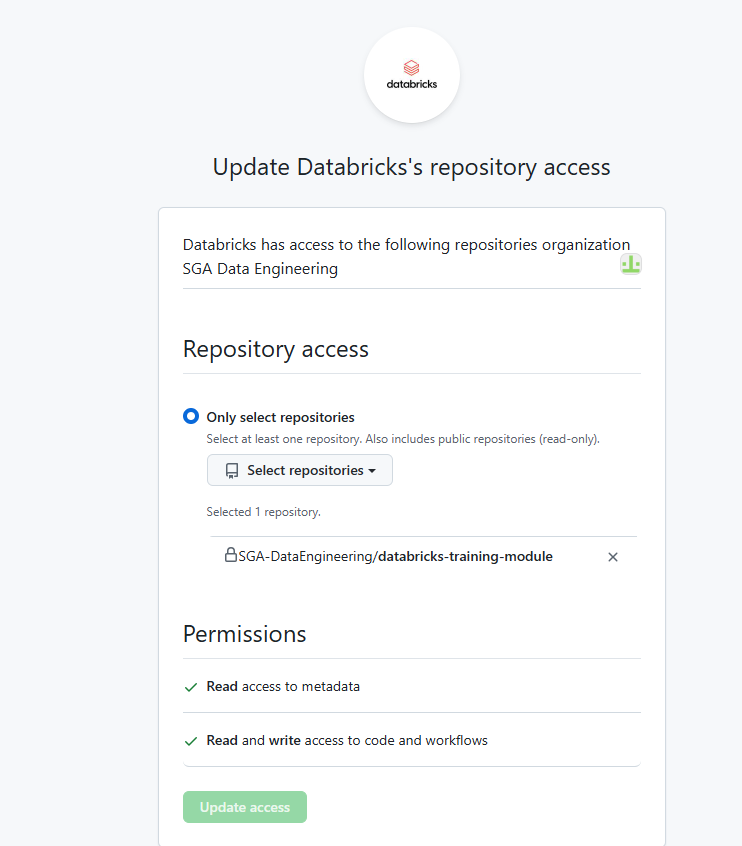 databricks
Update Databricks's repository access
Databricks has access to the following repositories organization
SGA Data Engineering
Repository access
Only select repositories
Select at least one repository. Also includes public repositories (read-only).
Select repositories
Selected 1 repository.
SGA-DataEngineering/databricks-training-module
Permissions
Read access to metadata
Read and write access to code and workflows
Update access